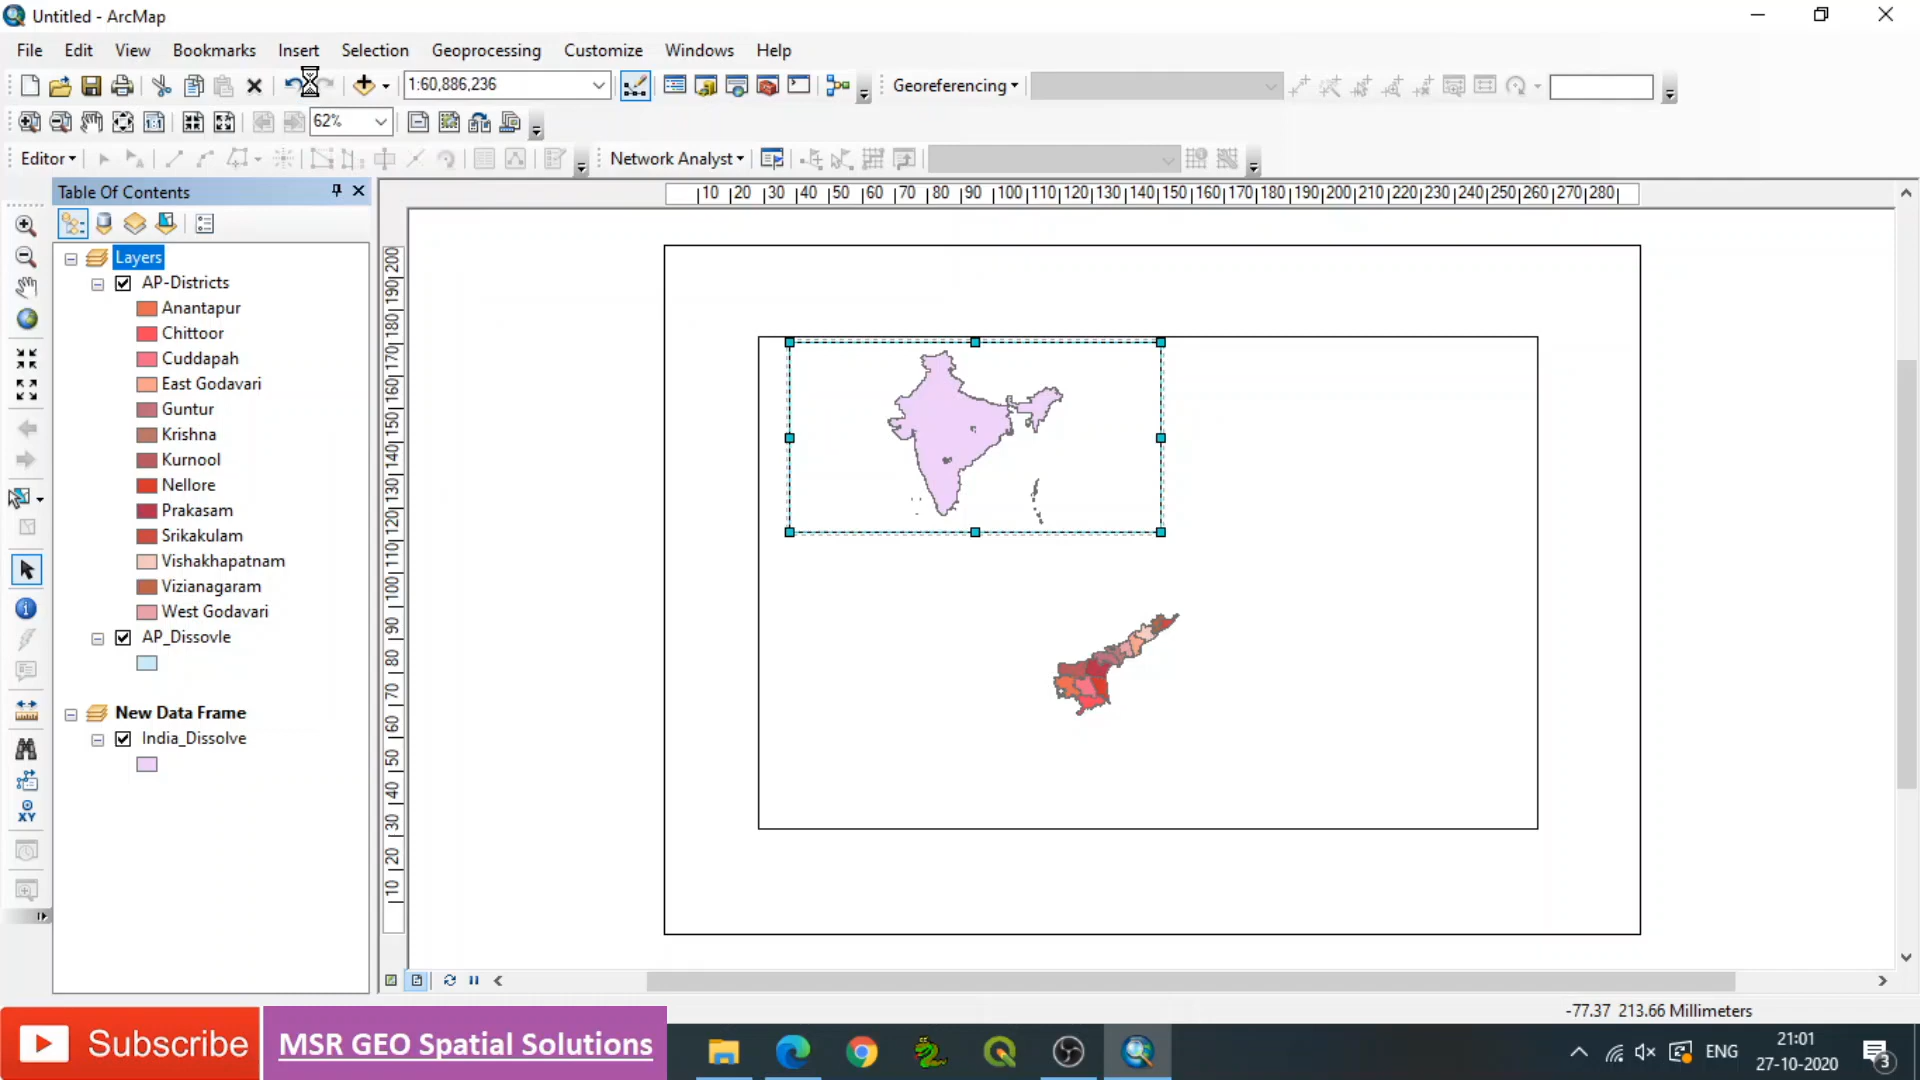 Untitled - ArcMap
File Edit View Bookmarks Insert Selection Geoprocessing Customize Windows Help
1:60,886,236 Georeferencing
1:1 62%
Editor Network Analyst
Table Of Contents
10 20 30 40 50 60 70 80 90 100 110 120 130 140 150 160 170 180 190 200 210 220 230 240 250 260 270 280
Layers
AP-Districts
Anantapur
Chittoor
Cuddapah
East Godavari
Guntur
Krishna
Kurnool
Nellore
Prakasam
Srikakulam
Vishakhapatnam
Vizianagaram
West Godavari
AP_Dissovle
New Data Frame
India_Dissolve
XY
200
190
180
170
160
150
140
130
120
110
100
90
80
70
60
50
40
30
20
10
-77.37 213.66 Millimeters
Subscribe
MSR GEO Spatial Solutions
ENG
21:01
27-10-2020
3